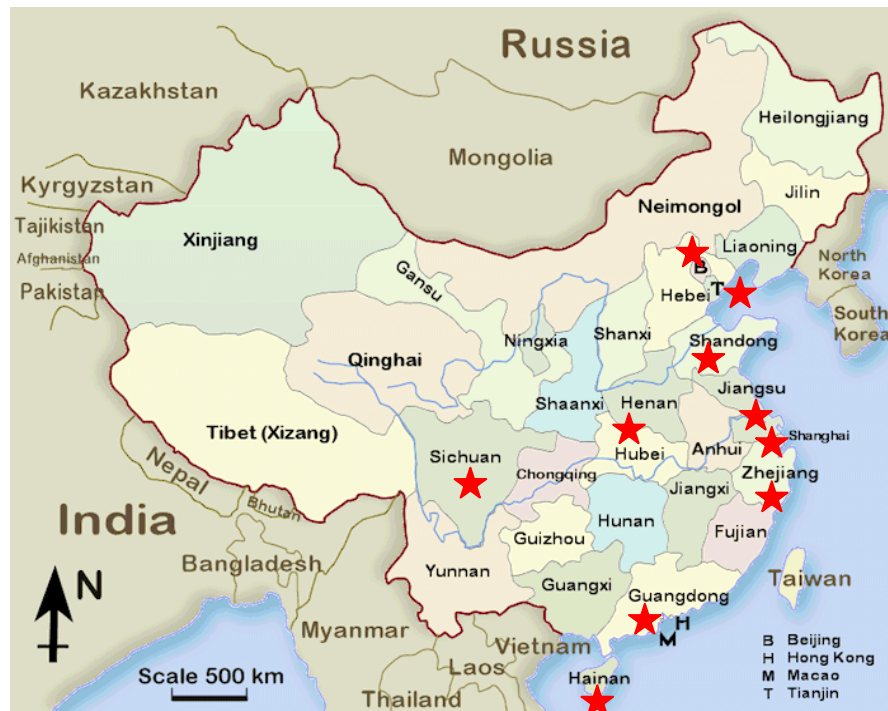 Russia
Kazakhstan
Heilongjiang
Mongolia
Kyrgyzstan
Jilin
Neimongol
Tajikistan
Xinjiang
Liaoning
Afghanistan
North
Korea
Gansu
B
Pakistan
T
Hebei
South
Korea
Ningxia
Shanxi
Shandong
Qinghai
Jiangsu
Shaanxi
Henan
Tibet (Xizang)
Shanghai
Sichuan
Hubei
Anhui
Nepal
Chongqing
Zhejiang
Jiangxi
Bhutan
India
Hunan
Fujian
Guizhou
Bangladesh
Yunnan
Taiwan
N
Guangxi
Guangdong
Myanmar
H
M
Vietnam
B Beijing
H Hong Kong
M Macao
T Tianjin
Laos
Scale 500 km
Hainan
Thailand